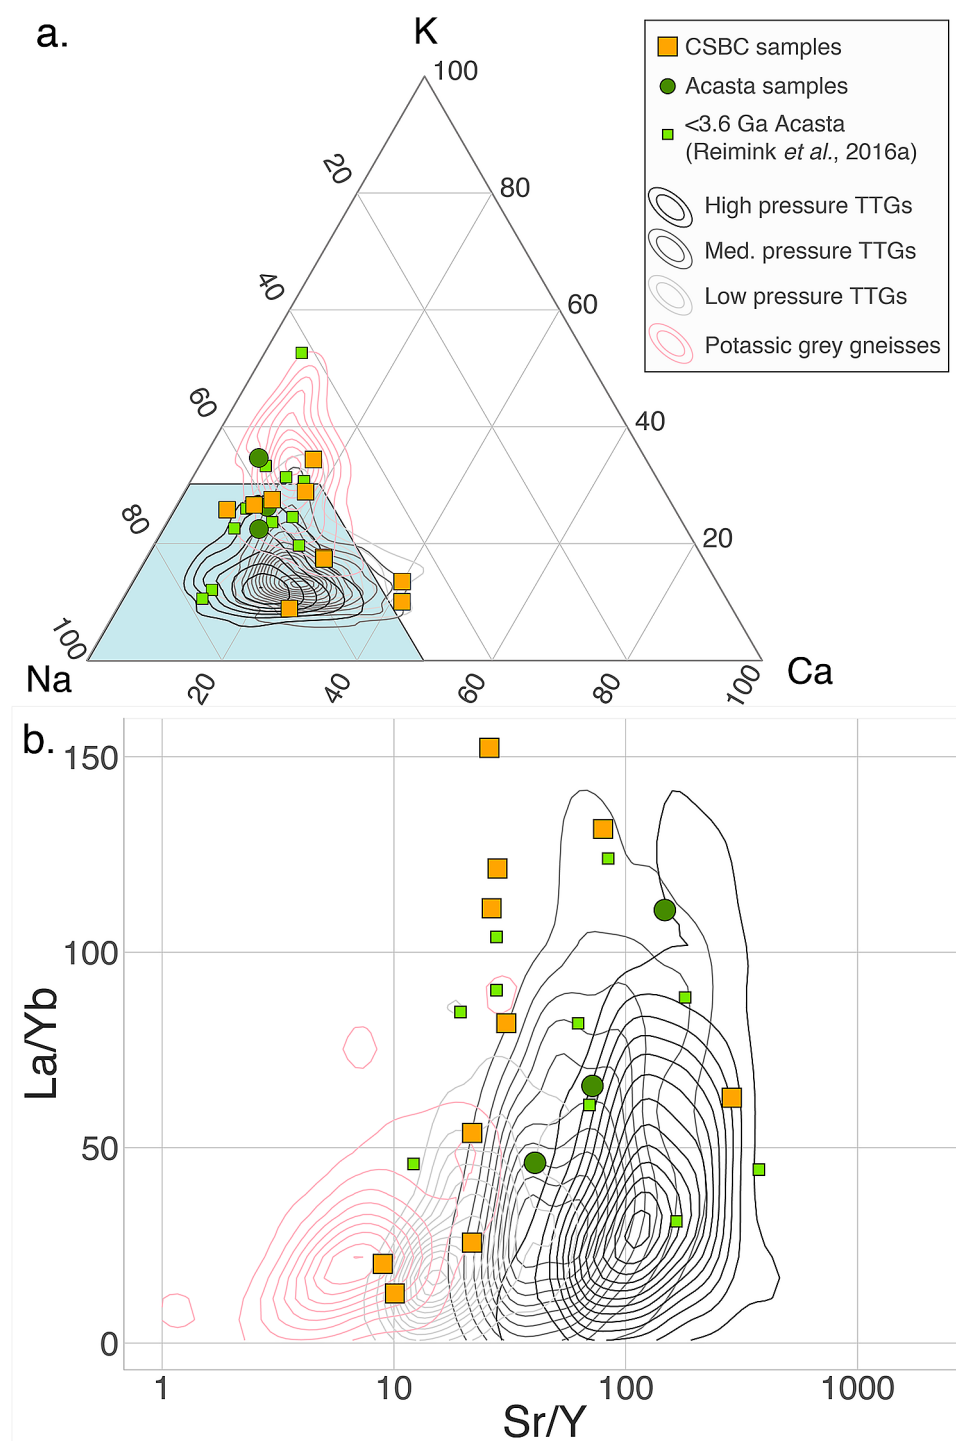 a.
K
100
20
80
40
60
60
40
80
20
100
Na
20
40
60
80
100
Ca
CSBC samples
Acasta samples
<3.6 Ga Acasta
(Reimink et al., 2016a)
High pressure TTGs
Med. pressure TTGs
Low pressure TTGs
Potassic grey gneisses
b.
150
100
50
0
La/Yb
1
10
100
1000
Sr/Y